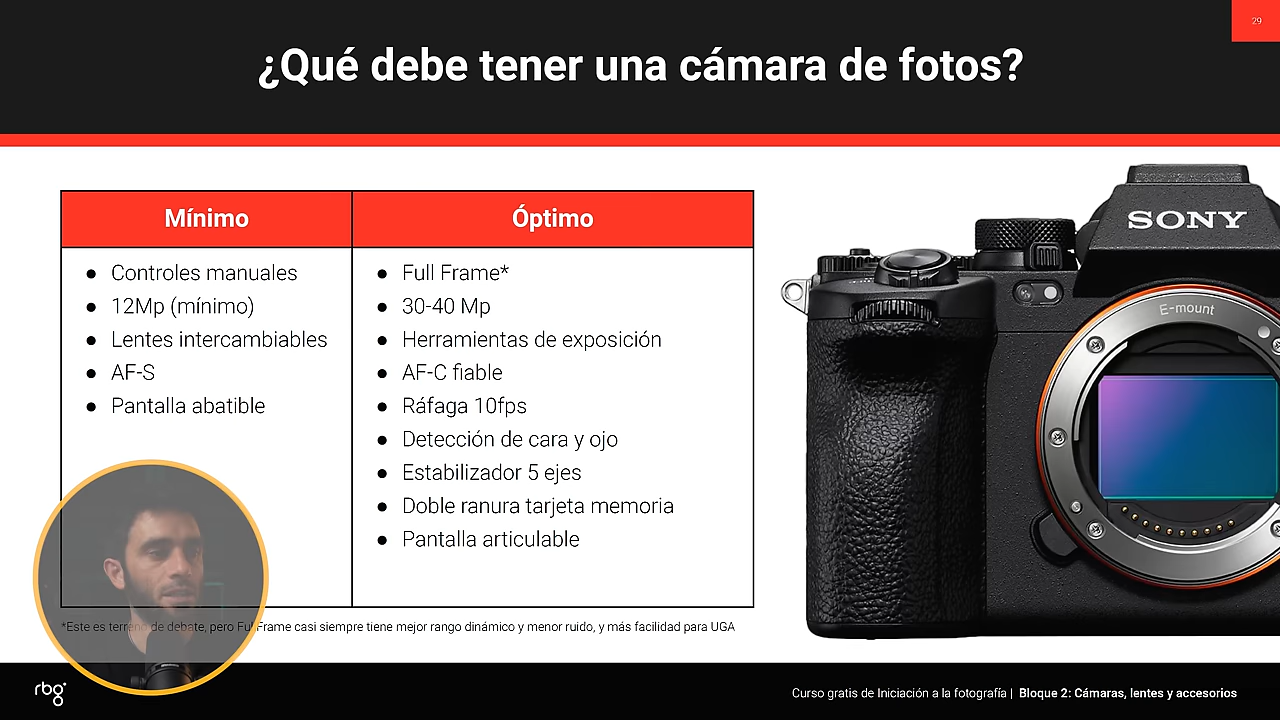 29
¿Qué debe tener una cámara de fotos?
Mínimo
Óptimo
● Controles manuales
● 12Mp (mínimo)
● Lentes intercambiables
● AF-S
● Pantalla abatible
● Full Frame*
● 30-40 Mp
● Herramientas de exposición
● AF-C fiable
● Ráfaga 10fps
● Detección de cara y ojo
● Estabilizador 5 ejes
● Doble ranura tarjeta memoria
● Pantalla articulable
SONY
E-mount
*Este es terreno de debate, pero Full Frame casi siempre tiene mejor rango dinámico y menor ruido, y más facilidad para UGA
rbg
Curso gratis de Iniciación a la fotografía | Bloque 2: Cámaras, lentes y accesorios